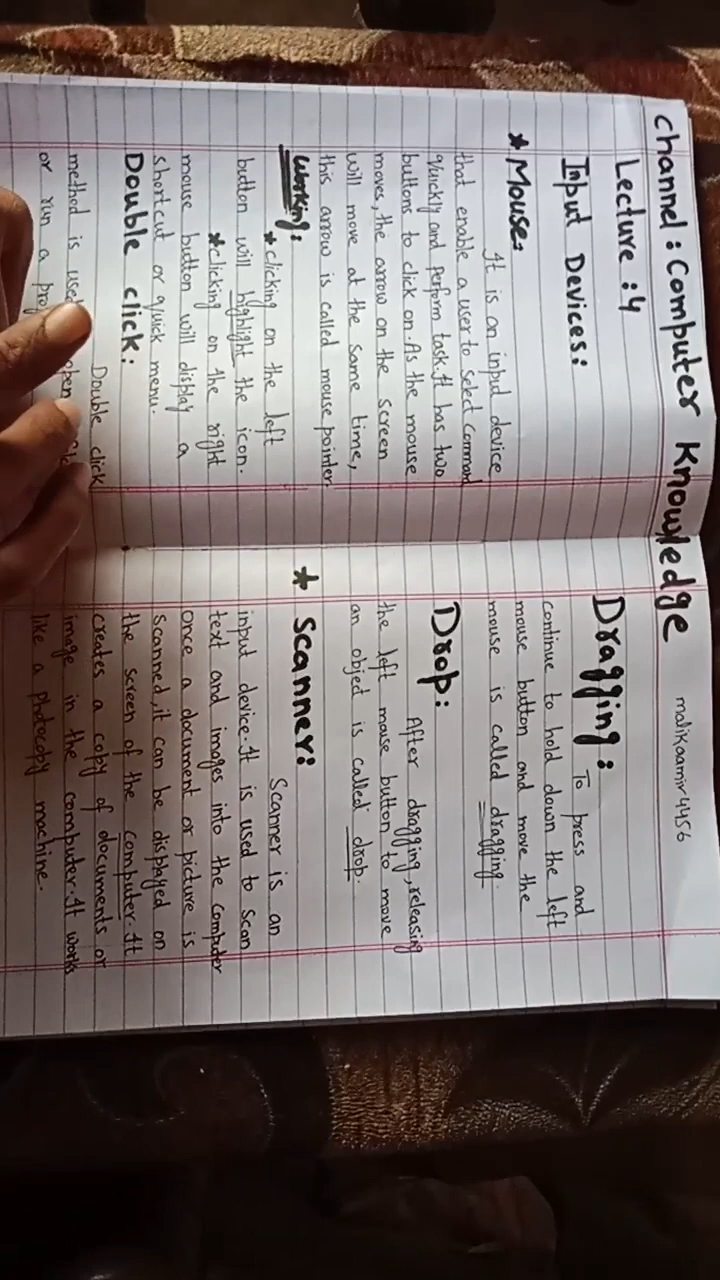 Channel : Computer Knowledge
malikaamir4456
Lecture : 4
Input Devices:
* Mouse:
It is an input device
that enable a user to select command
quickly and perform task. It has two
buttons to click on. As the mouse
moves, the arrow on the screen
will move at the same time,
this arrow is called mouse pointer.
Working:
* clicking on the left
button will highlight the icon.
* clicking on the right
mouse button will display a
shortcut or quick menu.
Double click:
Double click
method is used open
or run a
Dragging:
To press and
continue to hold down the left
mouse button and move the
mouse is called dragging.
Drop:
After dragging, releasing
the left mouse button to move
an object is called drop.
* Scanner:
Scanner is an
input device. It is used to scan
text and images into the computer
once a document or picture is
scanned, it can be displayed on
the screen of the computer. It
creates a copy of documents or
image in the computer. It works
like a photocopy machine.